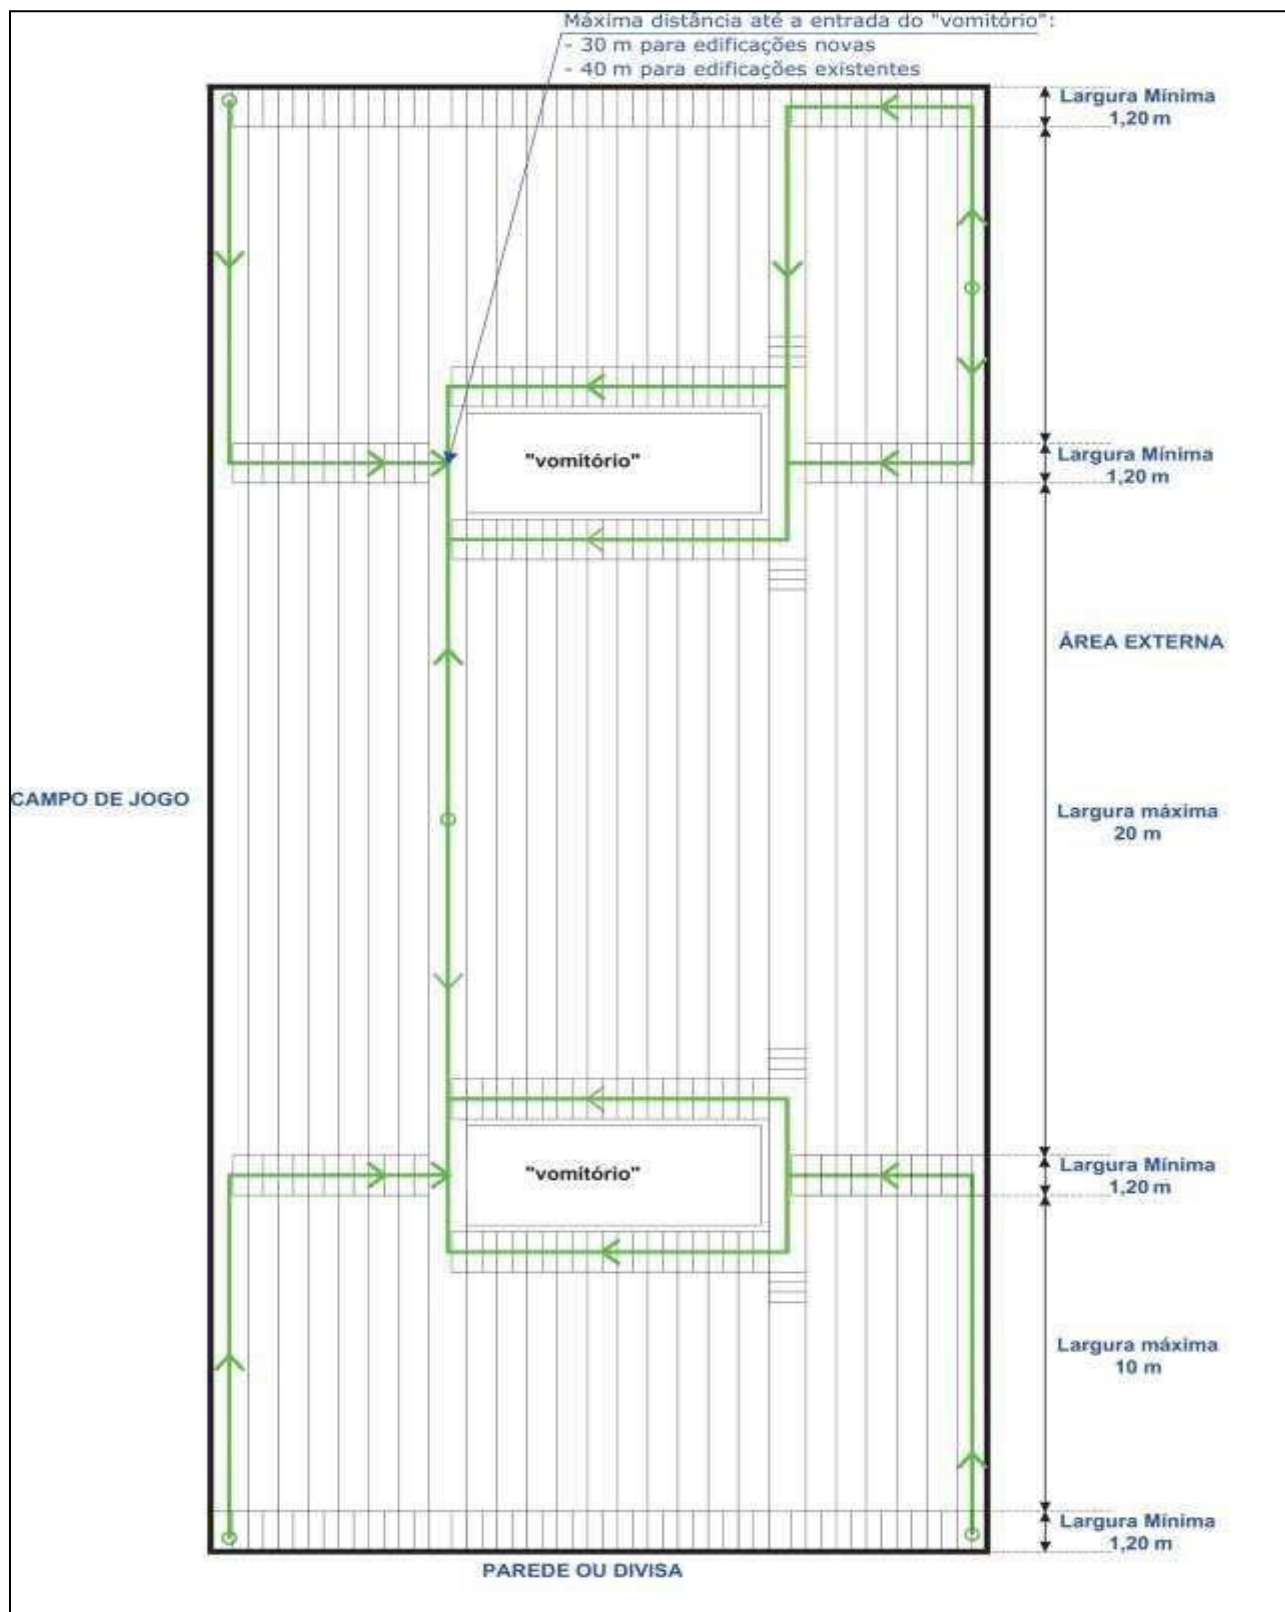 Máxima distância até a entrada do "vomitório":
- 30 m para edificações novas
- 40 m para edificações existentes
Largura Mínima
1,20 m
Largura Mínima
1,20 m
"vomitório"
ÁREA EXTERNA
CAMPO DE JOGO
Largura máxima
20 m
Largura Mínima
1,20 m
"vomitório"
Largura máxima
10 m
Largura Mínima
1,20 m
PAREDE OU DIVISA